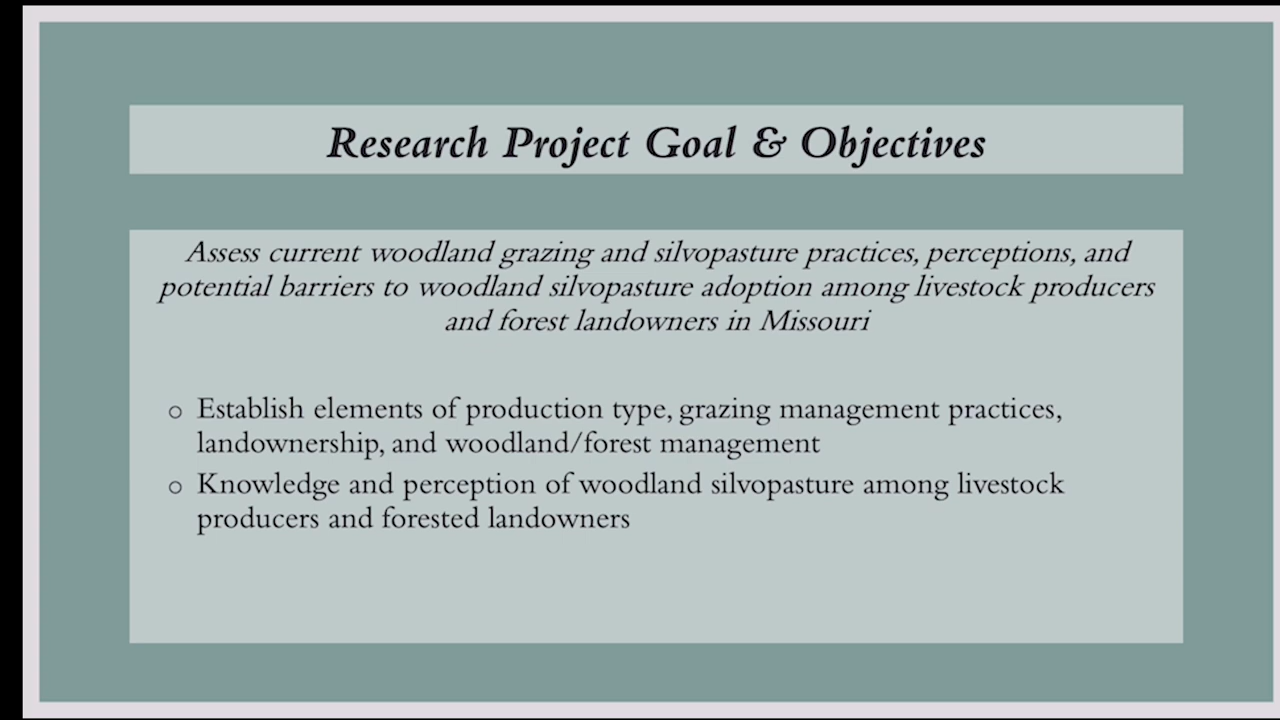 Research Project Goal & Objectives
Assess current woodland grazing and silvopasture practices, perceptions, and
potential barriers to woodland silvopasture adoption among livestock producers
and forest landowners in Missouri
o Establish elements of production type, grazing management practices,
landownership, and woodland/forest management
o Knowledge and perception of woodland silvopasture among livestock
producers and forested landowners